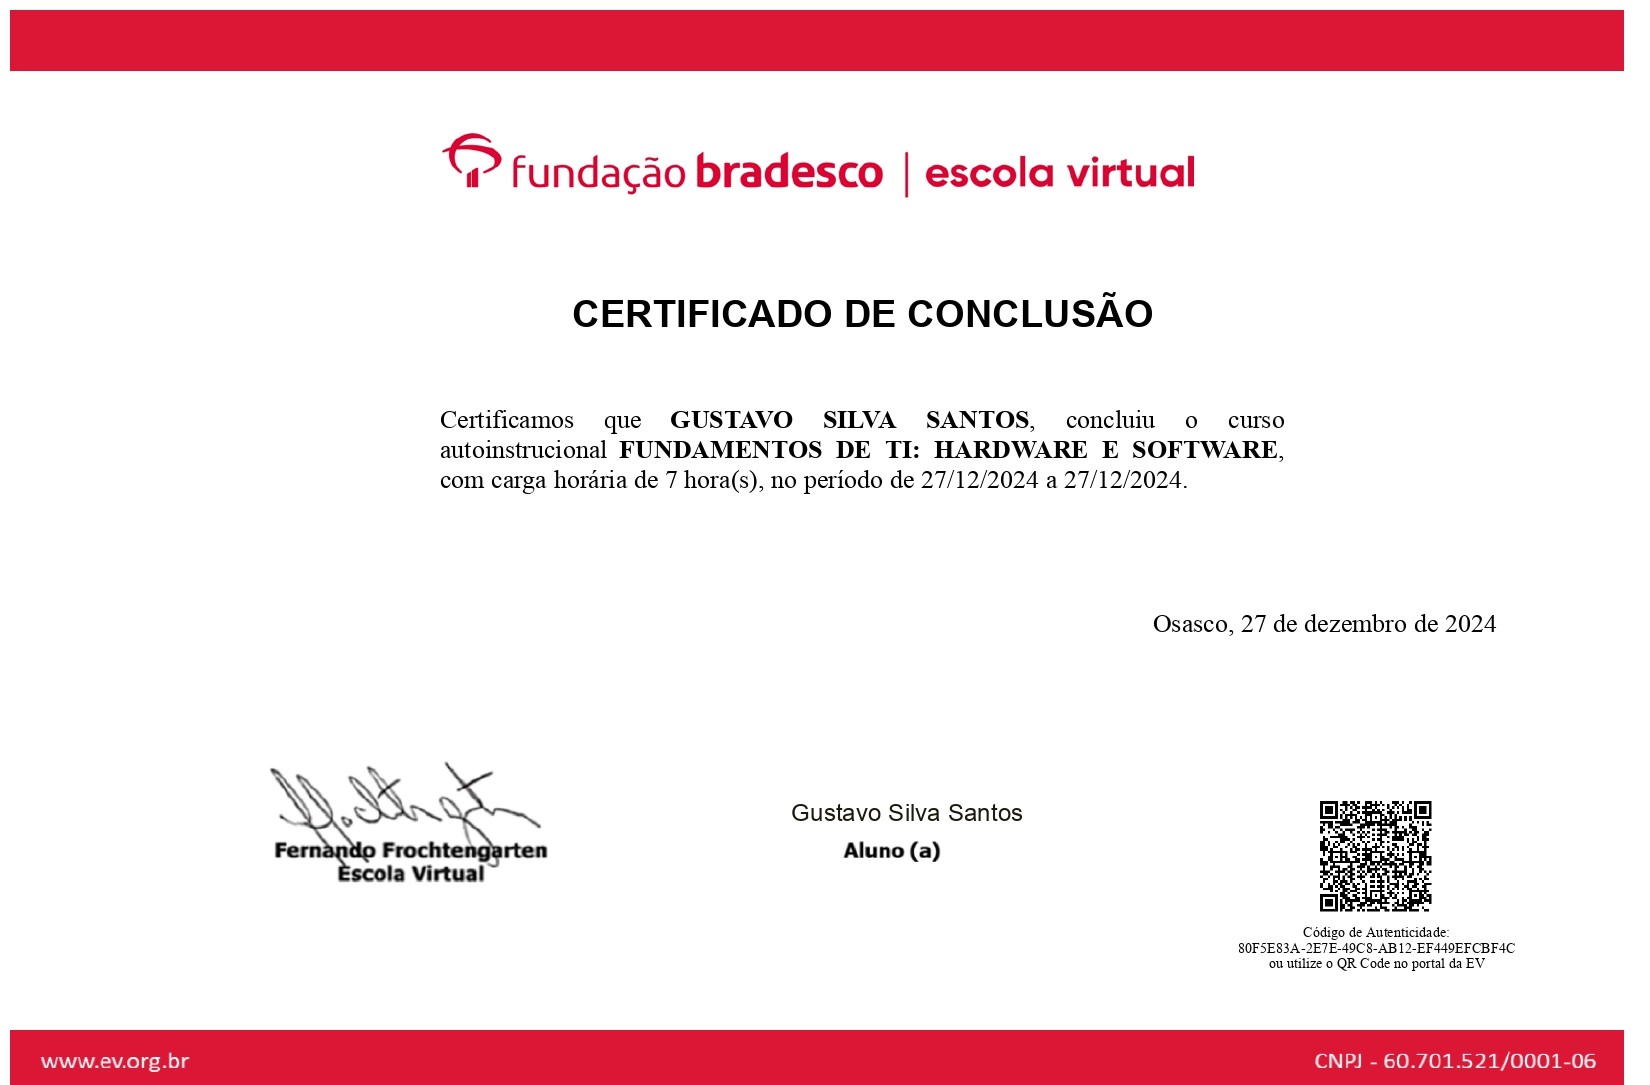 fundação bradesco | escola virtual
CERTIFICADO DE CONCLUSÃO
Certificamos que GUSTAVO SILVA SANTOS, concluiu o curso
autoinstrucional FUNDAMENTOS DE TI: HARDWARE E SOFTWARE,
com carga horária de 7 hora(s), no período de 27/12/2024 a 27/12/2024.
Osasco, 27 de dezembro de 2024
Fernando Frochtengarten
Escola Virtual
Gustavo Silva Santos
Aluno (a)
Código de Autenticidade:
80F5E83A-2E7E-49C8-AB12-EF449EFCBF4C
ou utilize o QR Code no portal da EV
www.ev.org.br
CNPJ - 60.701.521/0001-06